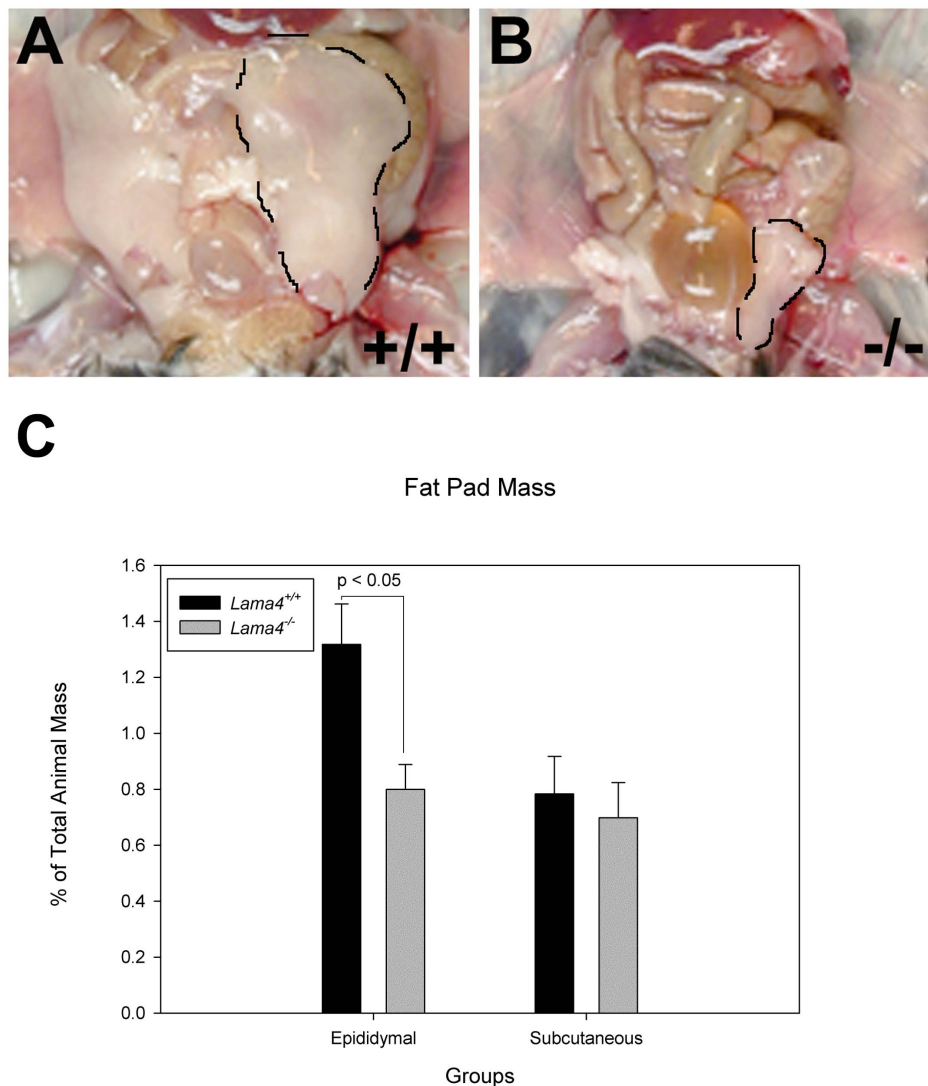 A
B
+/+
-/-
C
Fat Pad Mass
1.6
1.4
1.2
1.0
0.8
0.6
0.4
0.2
0.0
% of Total Animal Mass
Lama4+/+
Lama4-/-
p < 0.05
Epididymal
Subcutaneous
Groups